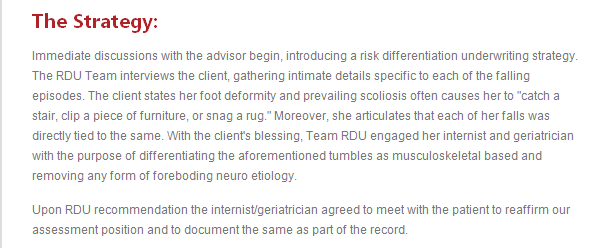 The Strategy:
Immediate discussions with the advisor begin, introducing a risk differentiation underwriting strategy.
The RDU Team interviews the client, gathering intimate details specific to each of the falling
episodes. The client states her foot deformity and prevailing scoliosis often causes her to "catch a
stair, clip a piece of furniture, or snag a rug." Moreover, she articulates that each of her falls was
directly tied to the same. With the client's blessing, Team RDU engaged her internist and geriatrician
with the purpose of differentiating the aforementioned tumbles as musculoskeletal based and
removing any form of foreboding neuro etiology.
Upon RDU recommendation the internist/geriatrician agreed to meet with the patient to reaffirm our
assessment position and to document the same as part of the record.